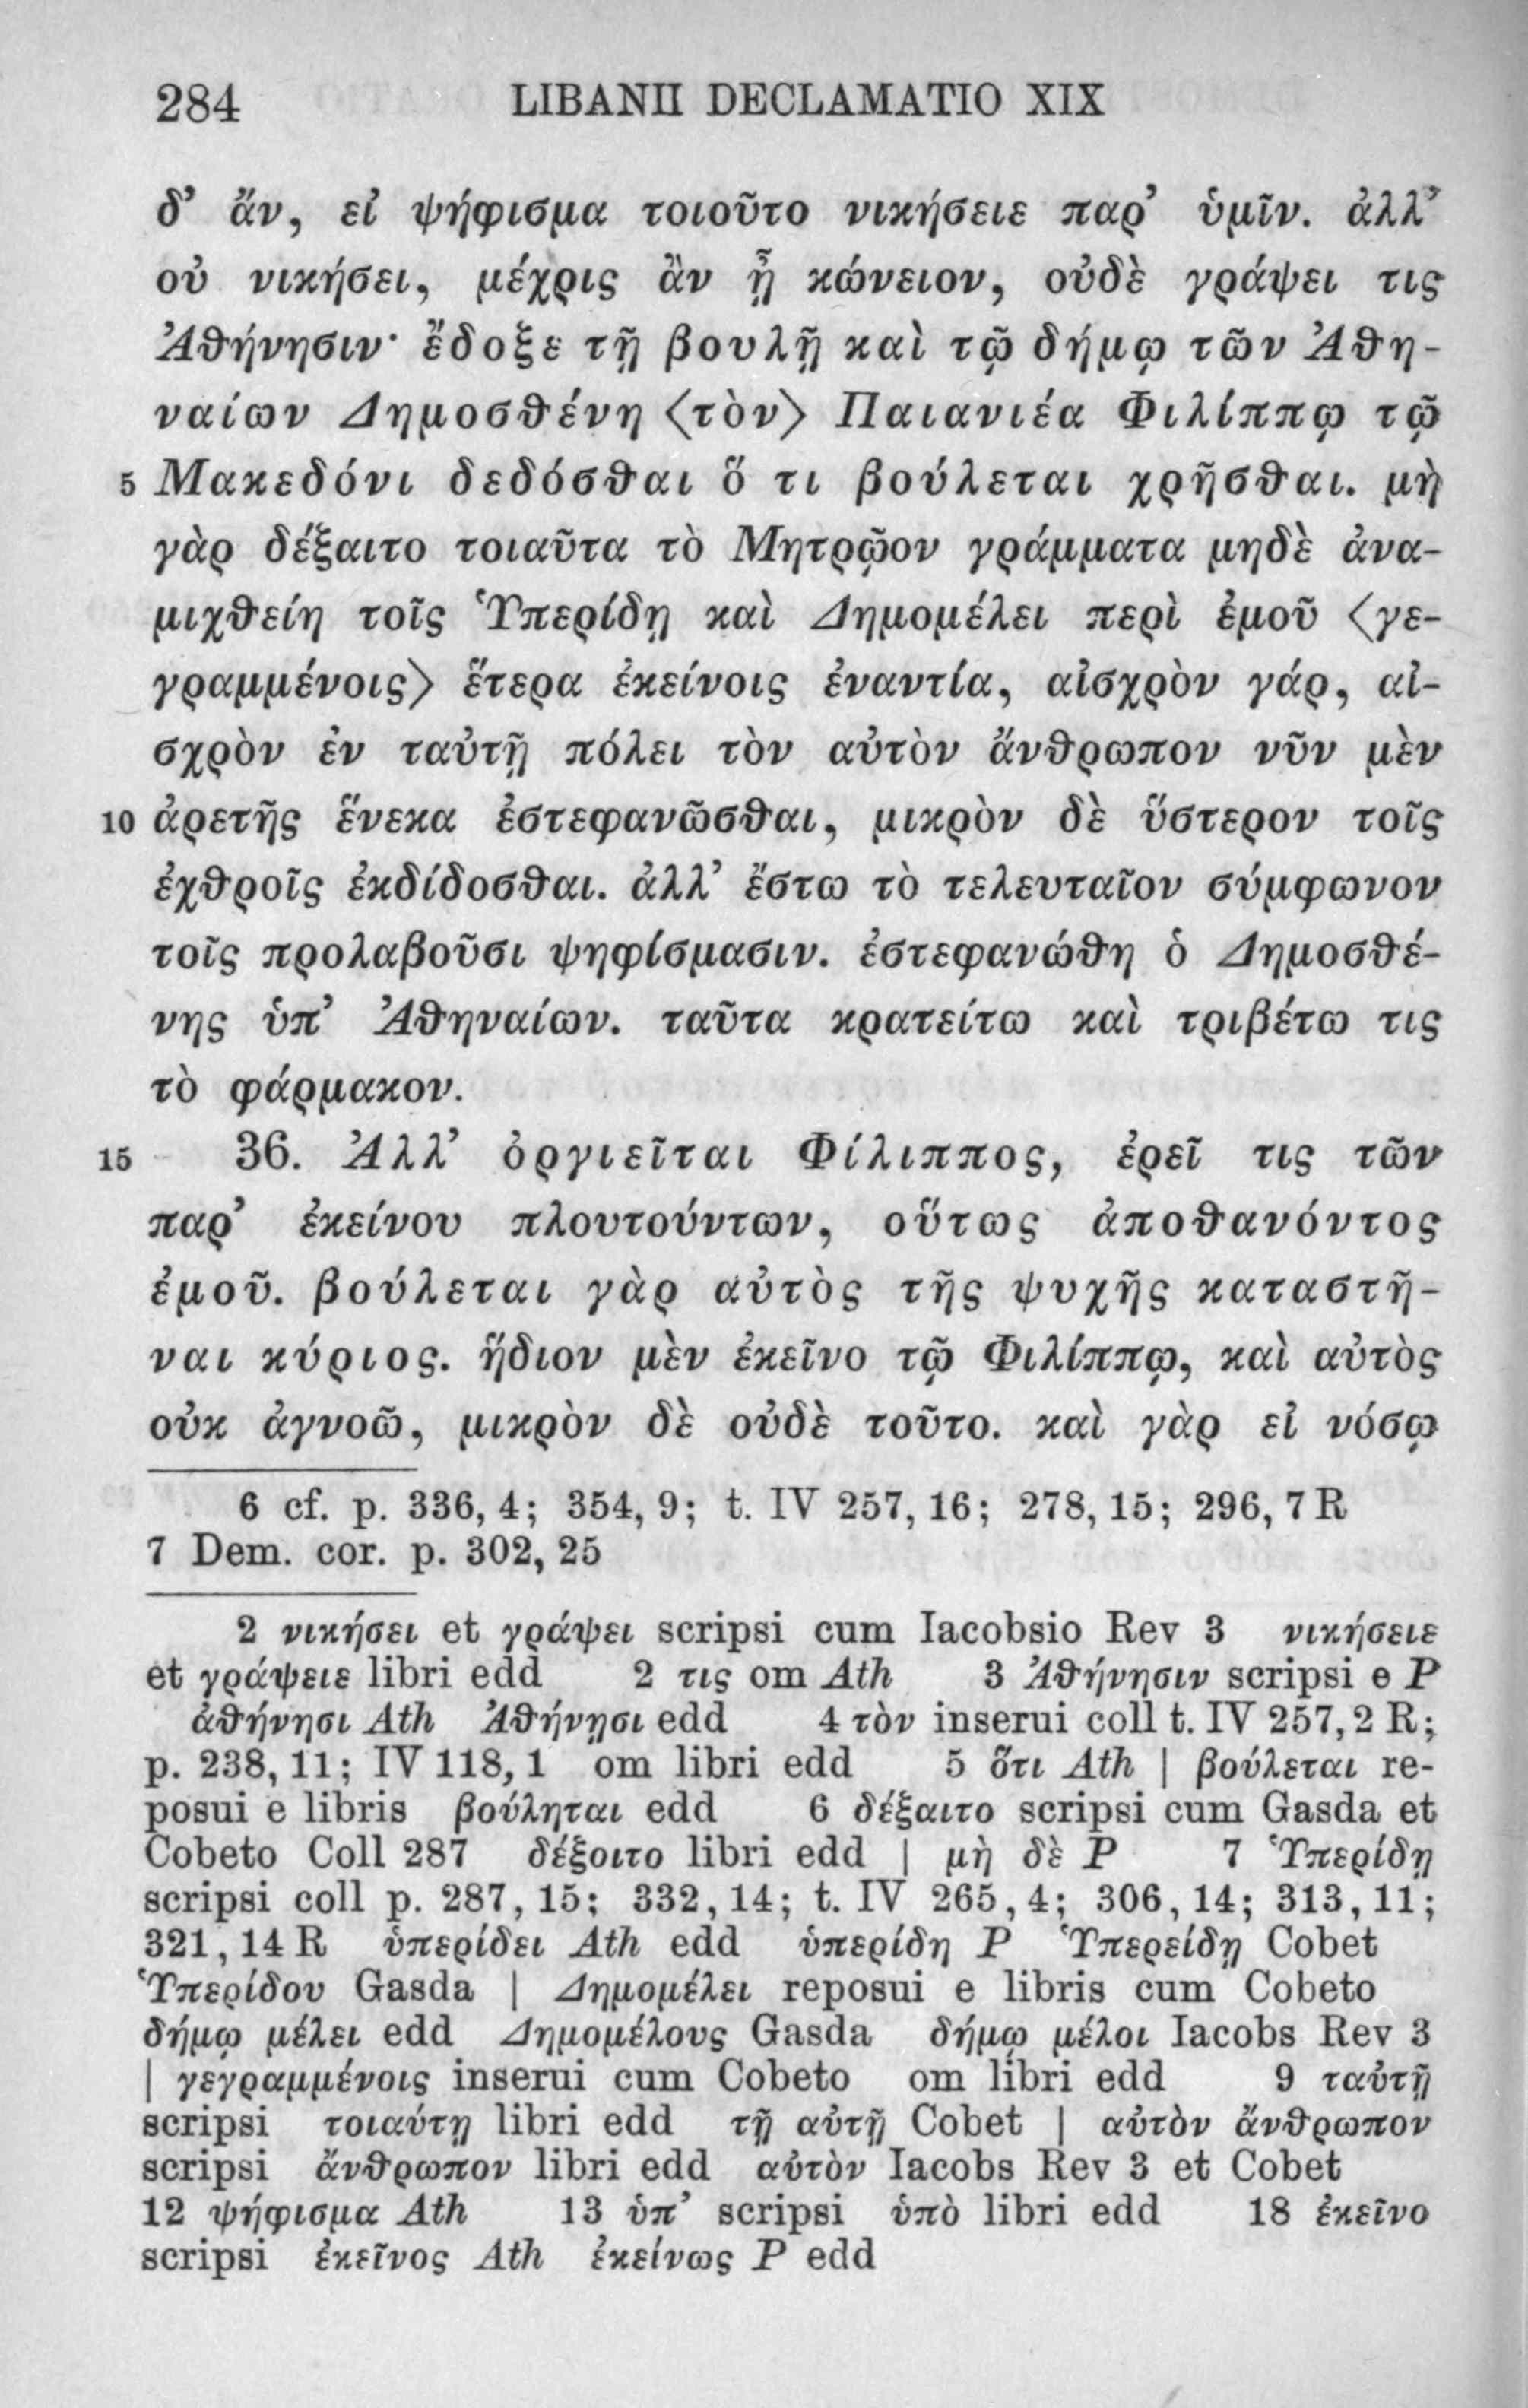 284 LIBANII DECLAMATIO XIX
δ’ ἄν, εἰ ψήφισμα τοιοῦτο νικήσειε παρ’ ὑμῖν. ἀλλ’
οὐ νικήσει, μέχρις ἂν ᾖ κώνειον, οὐδὲ γράψει τις
Ἀθήνησιν· ἔδοξε τῇ βουλῇ καὶ τῷ δήμῳ τῶν Ἀθη-
ναίων Δημοσθένη ⟨τὸν⟩ Παιανιέα Φιλίππῳ τῷ
5 Μακεδόνι δεδόσθαι ὅ τι βούλεται χρῆσθαι. μὴ
γὰρ δέξαιτο τοιαῦτα τὸ Μητρῷον γράμματα μηδὲ ἀνα-
μιχθείη τοῖς Ὑπερίδῃ καὶ Δημομέλει περὶ ἐμοῦ ⟨γε-
γραμμένοις⟩ ἕτερα ἐκείνοις ἐναντία, αἰσχρὸν γάρ, αἰ-
σχρὸν ἐν ταὐτῇ πόλει τὸν αὐτὸν ἄνθρωπον νῦν μὲν
10 ἀρετῆς ἕνεκα ἐστεφανῶσθαι, μικρὸν δὲ ὕστερον τοῖς
ἐχθροῖς ἐκδίδοσθαι. ἀλλ’ ἔστω τὸ τελευταῖον σύμφωνον
τοῖς προλαβοῦσι ψηφίσμασιν. ἐστεφανώθη ὁ Δημοσθέ-
νης ὑπ’ Ἀθηναίων. ταῦτα κρατείτω καὶ τριβέτω τις
τὸ φάρμακον.
15 36. Ἀλλ’ ὀργιεῖται Φίλιππος, ἐρεῖ τις τῶν
παρ’ ἐκείνου πλουτούντων, οὕτως ἀποθανόντος
ἐμοῦ. βούλεται γὰρ αὐτὸς τῆς ψυχῆς καταστῆ-
ναι κύριος. ἥδιον μὲν ἐκεῖνο τῷ Φιλίππῳ, καὶ αὐτὸς
οὐκ ἀγνοῶ, μικρὸν δὲ οὐδὲ τοῦτο. καὶ γὰρ εἰ νόσῳ
6 cf. p. 336, 4; 354, 9; t. IV 257, 16; 278, 15; 296, 7 R
7 Dem. cor. p. 302, 25
2 νικήσει et γράψει scripsi cum Iacobsio Rev 3 νικήσειε
et γράψειε libri edd 2 τις om Ath 3 Ἀθήνησιν scripsi e P
ἀθήνησι Ath Ἀθήνῃσι edd 4 τὸν inserui coll t. IV 257, 2 R;
p. 238, 11; IV 118, 1 om libri edd 5 ὅτι Ath | βούλεται re-
posui e libris βούληται edd 6 δέξαιτο scripsi cum Gasda et
Cobeto Coll 287 δέξοιτο libri edd | μὴ δὲ P 7 Ὑπερίδῃ
scripsi coll p. 287, 15; 332, 14; t. IV 265, 4; 306, 14; 313, 11;
321, 14 R ὑπερίδει Ath edd ὑπερίδη P Ὑπερείδῃ Cobet
Ὑπερίδου Gasda | Δημομέλει reposui e libris cum Cobeto
δήμῳ μέλει edd Δημομέλους Gasda δήμῳ μέλοι Iacobs Rev 3
| γεγραμμένοις inserui cum Cobeto om libri edd 9 ταὐτῇ
scripsi τοιαύτῃ libri edd τῇ αὐτῇ Cobet | αὐτὸν ἄνθρωπον
scripsi ἄνθρωπον libri edd αὐτὸν Iacobs Rev 3 et Cobet
12 ψήφισμα Ath 13 ὑπ’ scripsi ὑπὸ libri edd 18 ἐκεῖνο
scripsi ἐκεῖνος Ath ἐκείνως P edd